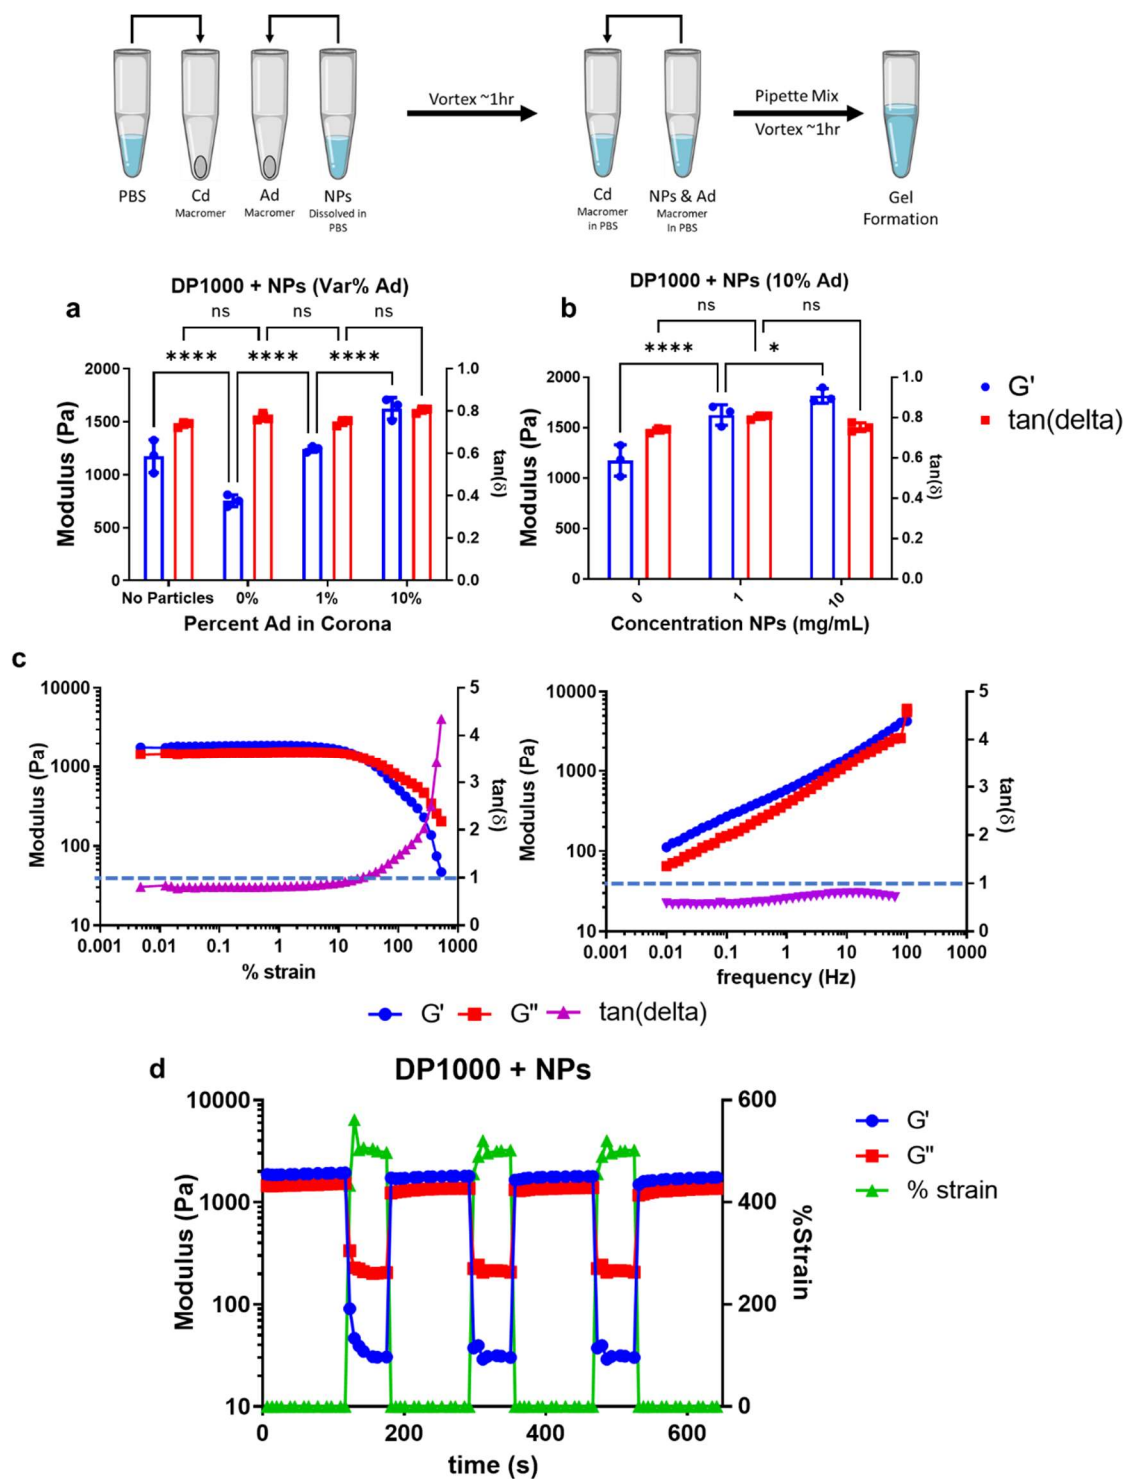 Vortex ~1hr
Pipette Mix
Vortex ~1hr
PBS
Cd
Macromer
Ad
Macromer
NPs
Dissolved in
PBS
Cd
Macromer
in PBS
NPs & Ad
Macromer
In PBS
Gel
Formation
a
DP1000 + NPs (Var% Ad)
ns
ns
ns
****
****
****
2000
1500
1000
500
0
Modulus (Pa)
1.0
0.8
0.6
0.4
0.2
0.0
tan(δ)
No Particles
0%
1%
10%
Percent Ad in Corona
b
DP1000 + NPs (10% Ad)
ns
ns
****
*
2000
1500
1000
500
0
Modulus (Pa)
1.0
0.8
0.6
0.4
0.2
0.0
tan(δ)
0
1
10
Concentration NPs (mg/mL)
G'
tan(delta)
c
10000
1000
100
10
Modulus (Pa)
5
4
3
2
1
0
tan(δ)
0.001
0.01
0.1
1
10
100
1000
% strain
10000
1000
100
10
Modulus (Pa)
5
4
3
2
1
0
tan(δ)
0.001
0.01
0.1
1
10
100
1000
frequency (Hz)
G'
G"
tan(delta)
d
DP1000 + NPs
10000
1000
100
10
Modulus (Pa)
600
400
200
0
%Strain
0
200
400
600
time (s)
G'
G"
% strain